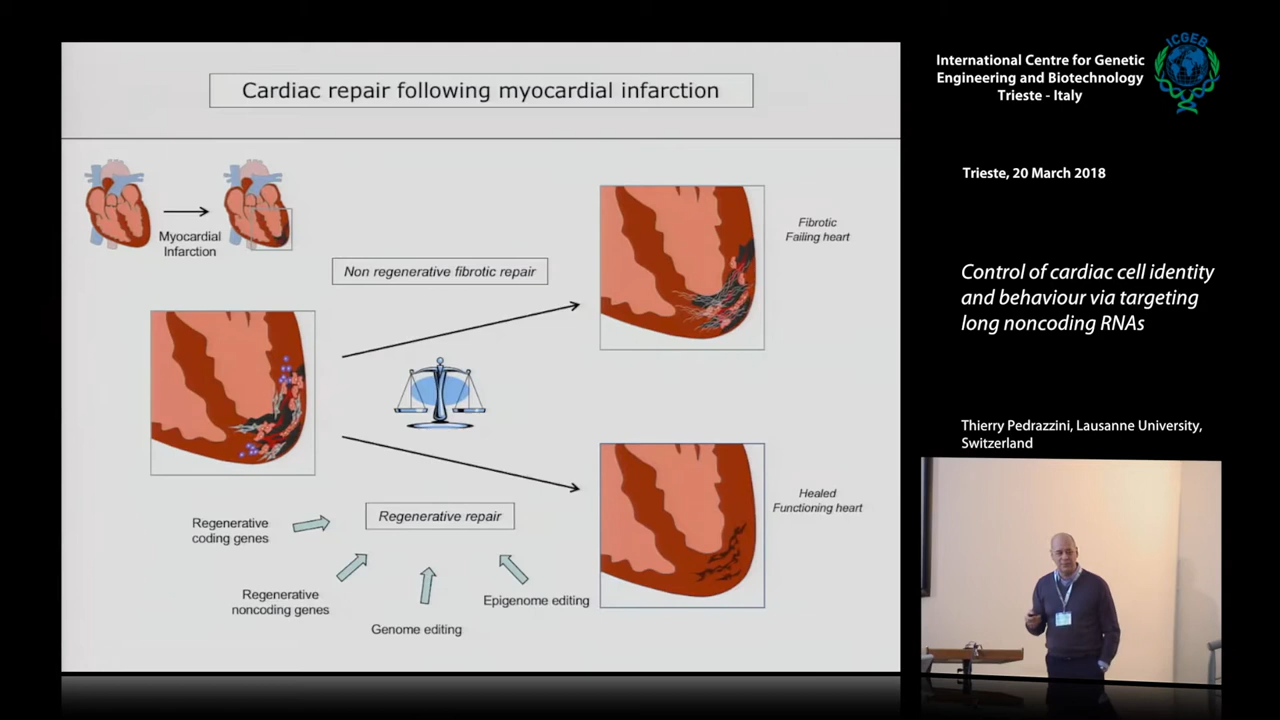 Cardiac repair following myocardial infarction
Myocardial
Infarction
Non regenerative fibrotic repair
Fibrotic
Failing heart
Regenerative repair
Healed
Functioning heart
Regenerative
coding genes
Regenerative
noncoding genes
Genome editing
Epigenome editing
International Centre for Genetic
Engineering and Biotechnology
Trieste - Italy
ICGEB
Trieste, 20 March 2018
Control of cardiac cell identity
and behaviour via targeting
long noncoding RNAs
Thierry Pedrazzini, Lausanne University,
Switzerland